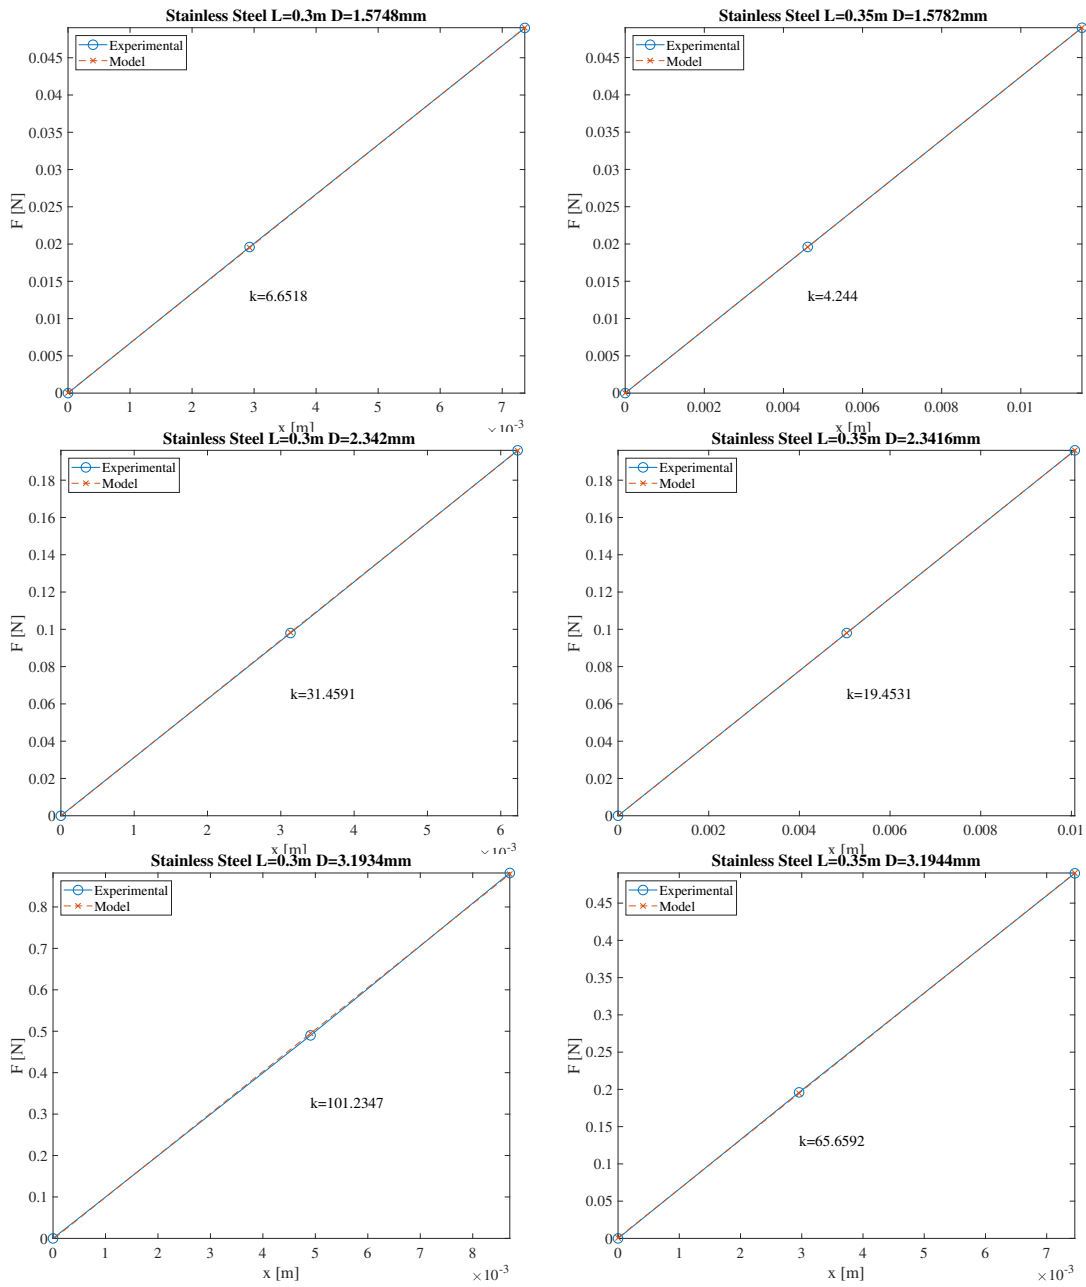 Stainless Steel L=0.3m D=1.5748mm
Experimental
Model
0.045
0.04
0.035
0.03
0.025
0.02
0.015
0.01
0.005
0
F [N]
k=6.6518
0 1 2 3 4 5 6 7
x [m]
×10⁻³
Stainless Steel L=0.35m D=1.5782mm
Experimental
Model
0.045
0.04
0.035
0.03
0.025
0.02
0.015
0.01
0.005
0
F [N]
k=4.244
0 0.002 0.004 0.006 0.008 0.01
x [m]
Stainless Steel L=0.3m D=2.342mm
Experimental
Model
0.18
0.16
0.14
0.12
0.1
0.08
0.06
0.04
0.02
0
F [N]
k=31.4591
0 1 2 3 4 5 6
x [m]
×10⁻³
Stainless Steel L=0.35m D=2.3416mm
Experimental
Model
0.18
0.16
0.14
0.12
0.1
0.08
0.06
0.04
0.02
0
F [N]
k=19.4531
0 0.002 0.004 0.006 0.008 0.01
x [m]
Stainless Steel L=0.3m D=3.1934mm
Experimental
Model
0.8
0.7
0.6
0.5
0.4
0.3
0.2
0.1
0
F [N]
k=101.2347
0 1 2 3 4 5 6 7 8
x [m]
×10⁻³
Stainless Steel L=0.35m D=3.1944mm
Experimental
Model
0.45
0.4
0.35
0.3
0.25
0.2
0.15
0.1
0.05
0
F [N]
k=65.6592
0 1 2 3 4 5 6 7
x [m]
×10⁻³